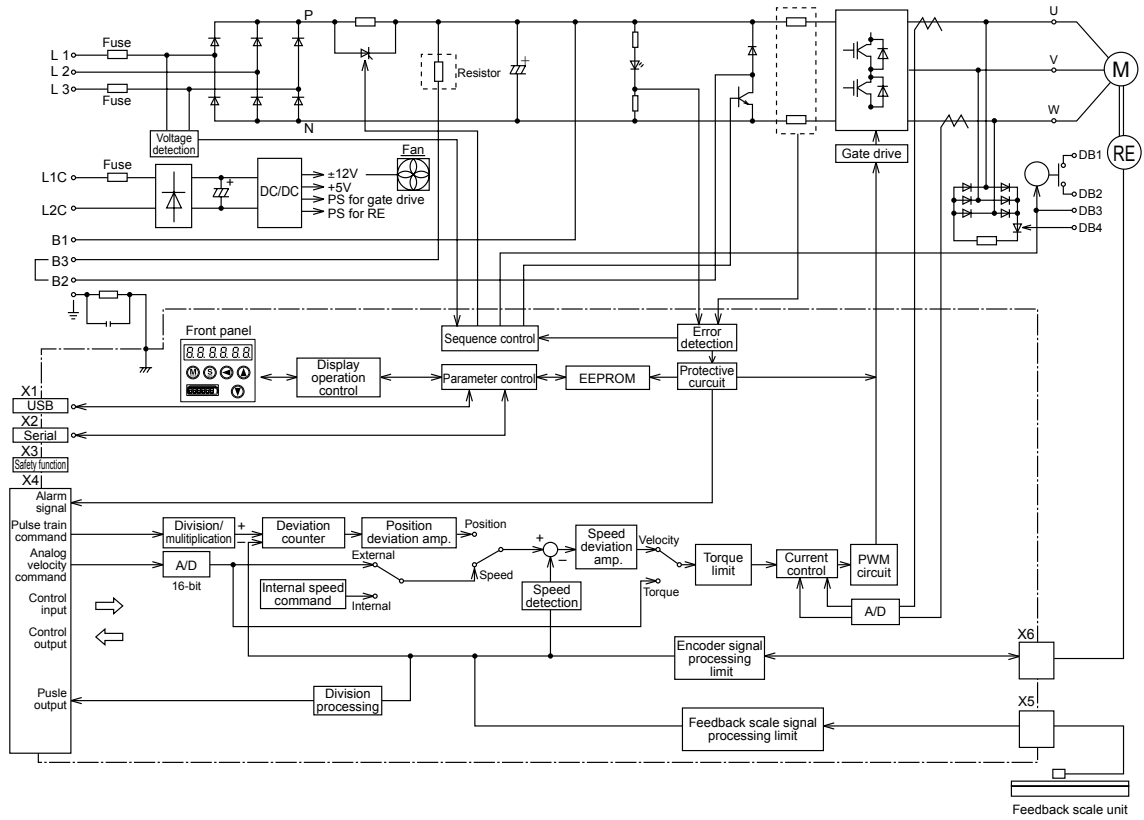 P
U
Fuse
L 1
L 2
L 3
V
M
Resistor
Fuse
N
W
Voltage
detection
Gate drive
RE
Fuse
Fan
DB1
L1C
±12V
+5V
DC/DC
PS for gate drive
PS for RE
DB2
L2C
DB3
DB4
B1
B3
B2
Front panel
8.8.8.8.8.8.
M S
Sequence control
Error
detection
Display
operation
control
Parameter control
EEPROM
Protective
curcuit
X1
USB
X2
Serial
X3
Safety function
X4
Alarm
signal
Pulse train
command
Division/
muitiplication
+
−
Deviation
counter
Position
deviation amp.
Position
Analog
velocity
command
A/D
16-bit
External
Speed
+
−
Speed
deviation
amp.
Velocity
Torque
limit
Current
control
PWM
circuit
Internal speed
command
Internal
Speed
detection
Torque
A/D
Control
input
Control
output
X6
Encoder signal
processing
limit
Pusle
output
Division
processing
X5
Feedback scale signal
processing limit
Feedback scale unit